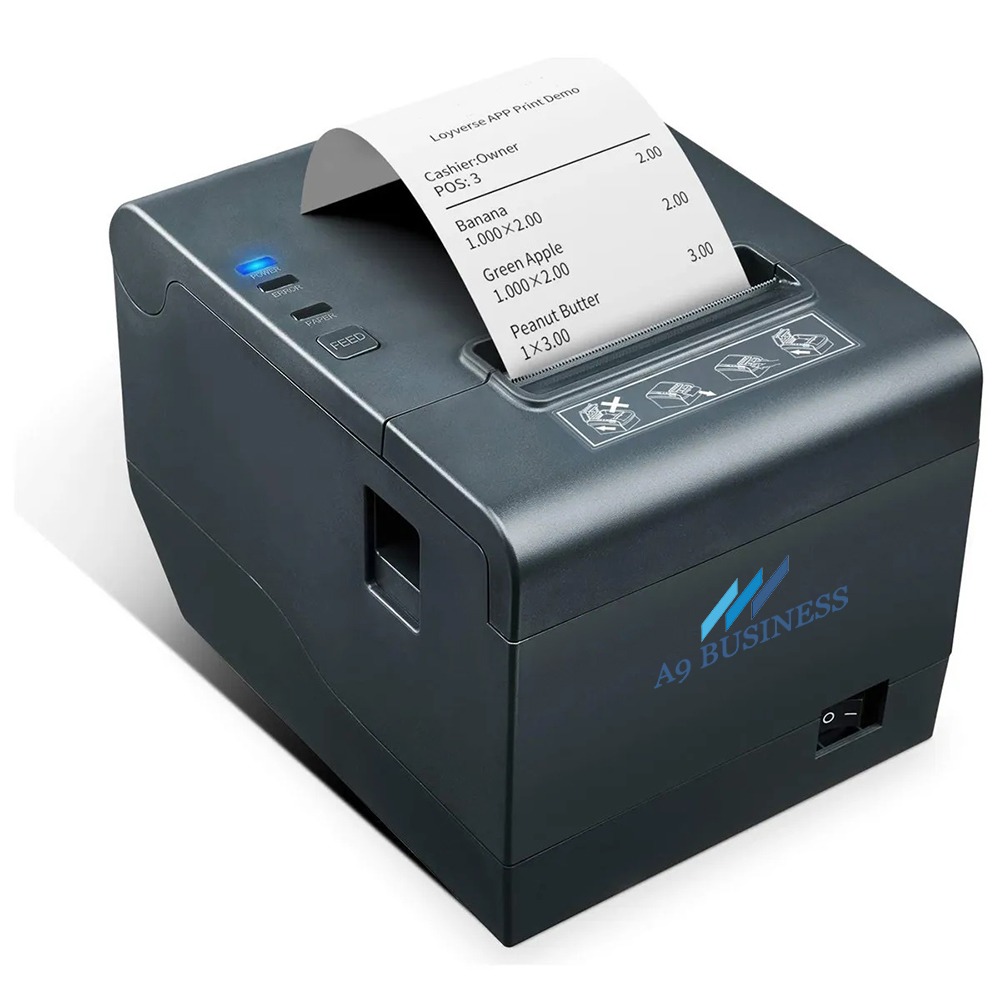 Loyverse APP Print Demo
Cashier:Owner
POS: 3
2.00
Banana
1.000×2.00
2.00
Green Apple
1.000×2.00
3.00
Peanut Butter
1×3.00
POWER
ERROR
PAPER
FEED
A9 BUSINESS